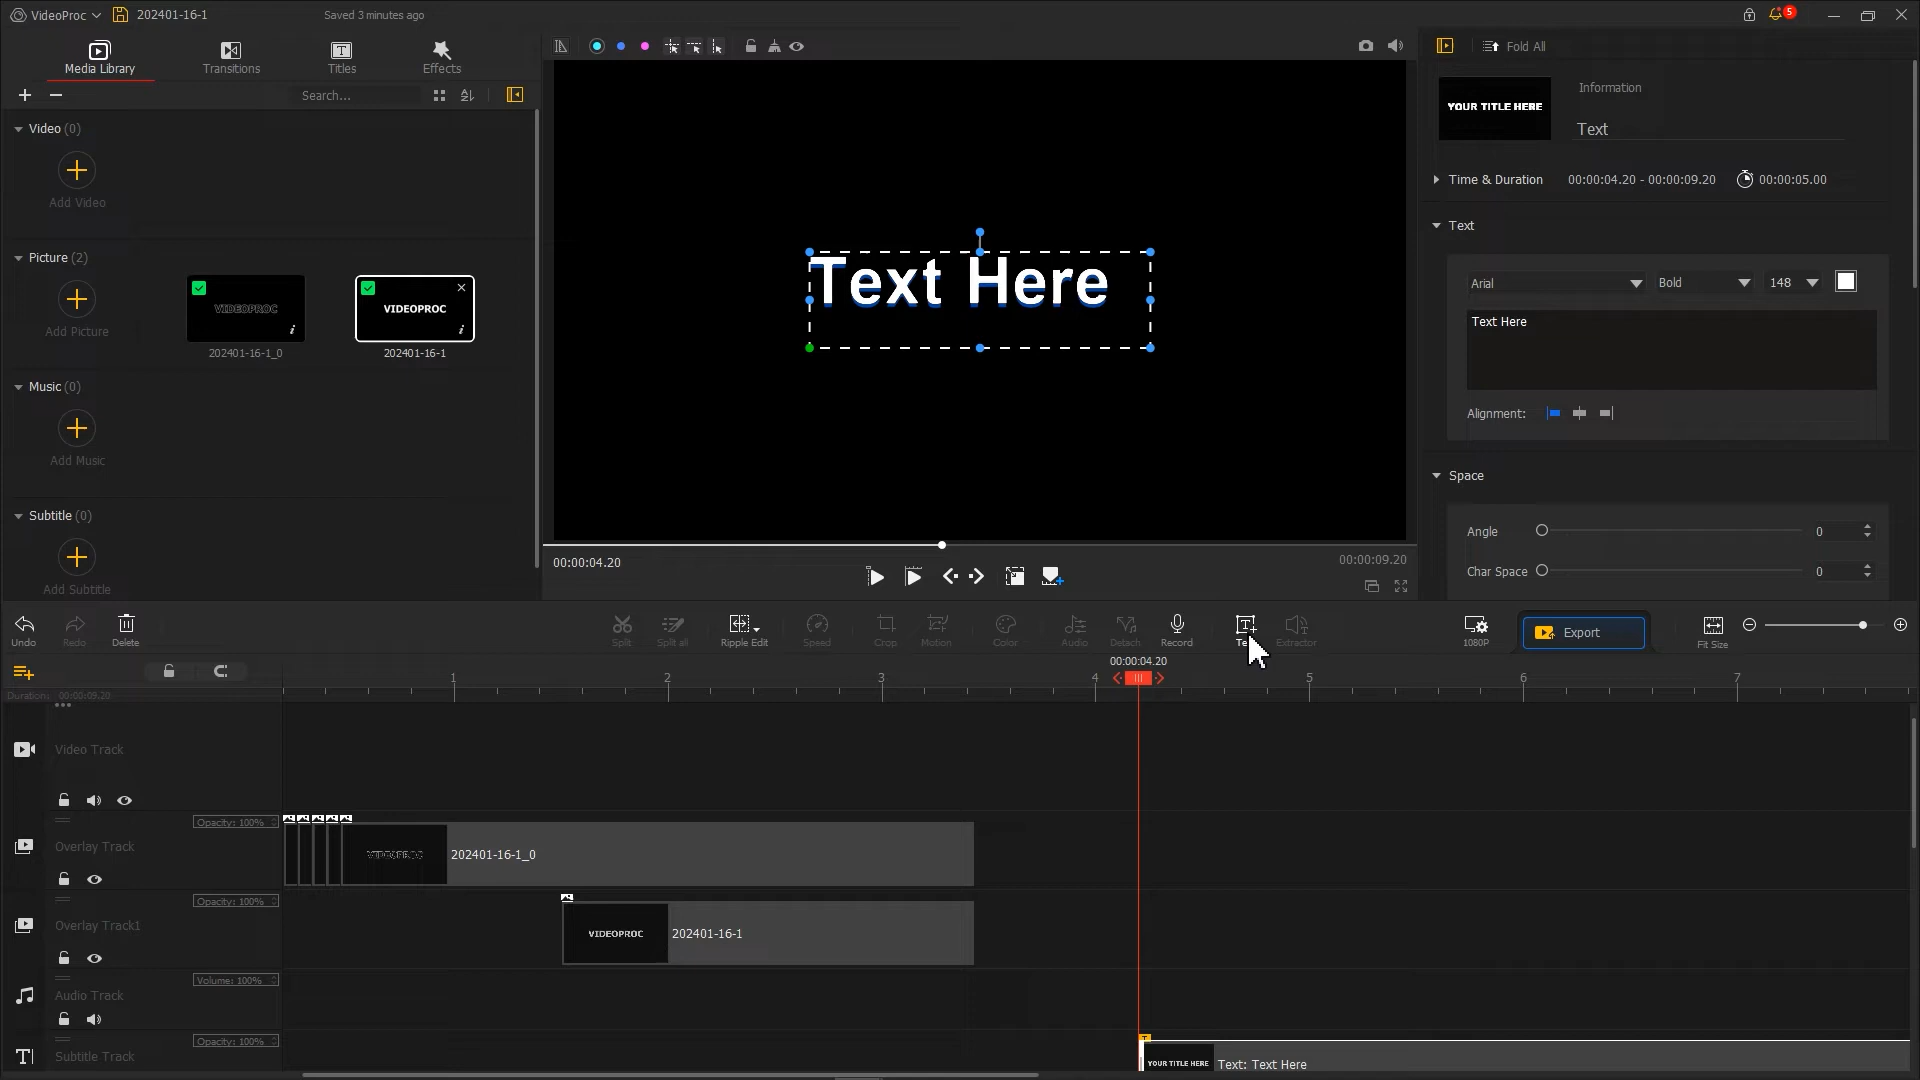 VideoProc
202401-16-1
Saved 3 minutes ago
5
Media Library
Transitions
Titles
Effects
Search...
Fold All
Video (0)
Add Video
Picture (2)
Add Picture
VIDEOPROC
202401-16-1_0
VIDEOPROC
202401-16-1
Music (0)
Add Music
Subtitle (0)
Add Subtitle
Text Here
00:00:04.20
00:00:09.20
YOUR TITLE HERE
Information
Text
Time & Duration
00:00:04.20 - 00:00:09.20
00:00:05.00
Text
Arial
Bold
148
Text Here
Alignment:
Space
Angle
0
Char Space
0
Undo
Redo
Delete
Split
Split all
Ripple Edit
Speed
Crop
Motion
Color
Audio
Detach
Record
Extractor
1080P
Export
Fit Size
00:00:04.20
1 2 3 4 5 6 7
Duration: 00:00:09.20
Video Track
Opacity: 100%
Overlay Track
VIDEOPROC
202401-16-1_0
Opacity: 100%
Overlay Track1
VIDEOPROC
202401-16-1
Volume: 100%
Audio Track
Opacity: 100%
Subtitle Track
YOUR TITLE HERE
Text: Text Here